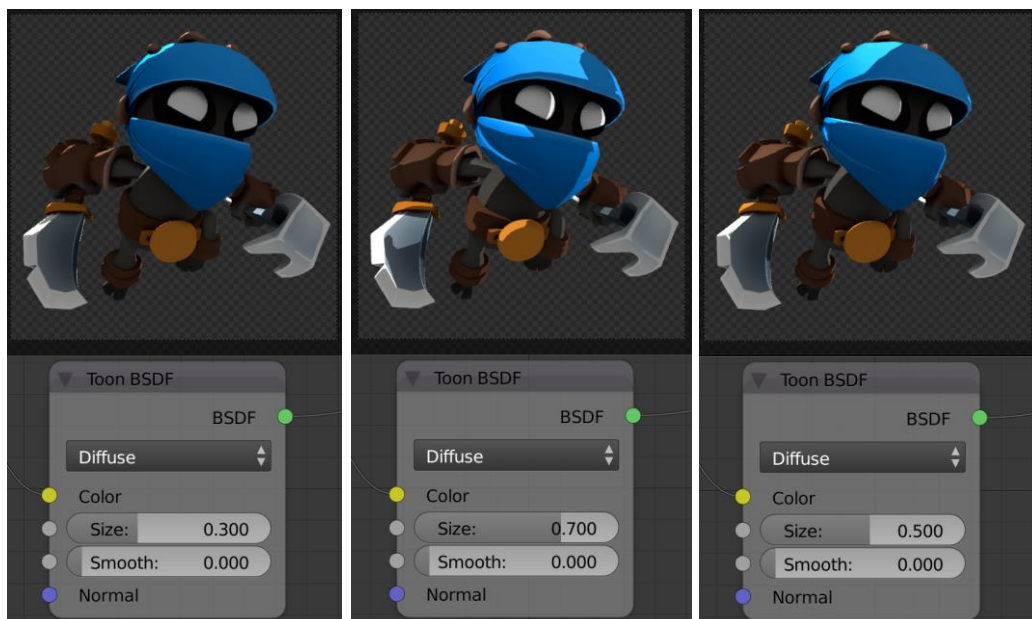 Toon BSDF
BSDF
Diffuse
Color
Size: 0.300
Smooth: 0.000
Normal
Toon BSDF
BSDF
Diffuse
Color
Size: 0.700
Smooth: 0.000
Normal
Toon BSDF
BSDF
Diffuse
Color
Size: 0.500
Smooth: 0.000
Normal